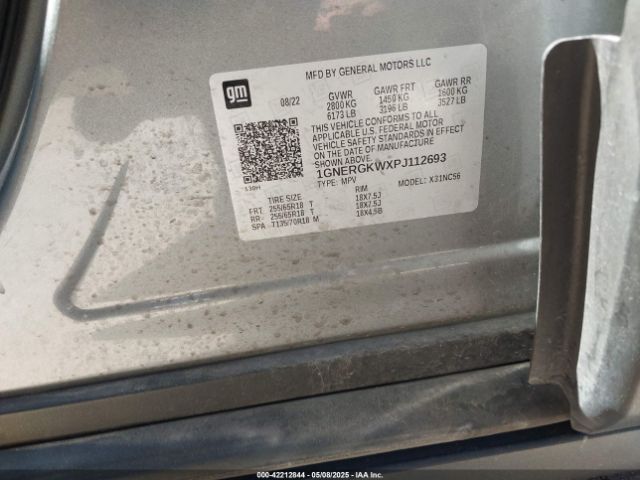 MFD BY GENERAL MOTORS LLC
gm
08/22 GVWR GAWR FRT GAWR RR
2800 KG 1450 KG 1600 KG
6173 LB 3196 LB 3527 LB
THIS VEHICLE CONFORMS TO ALL
APPLICABLE U.S. FEDERAL MOTOR
VEHICLE SAFETY STANDARDS IN EFFECT
ON THE DATE OF MANUFACTURE
SHOWN ABOVE.
1GNERGKWXPJ112693
TYPE: MPV MODEL: X31NC56
TIRE SIZE RIM
FRT 255/65R18 T 18X7.5J
RR 255/65R18 T 18X7.5J
SPA T135/70R18 M 18X4.5B
000-42212844 05/08/2025 IAAI.com